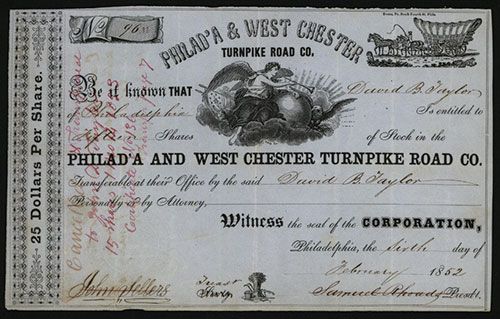 No 96
PHILAD'A & WEST CHESTER
TURNPIKE ROAD CO.
Be it known THAT David B. Taylor
of Philadelphia Is entitled to
Shares of Stock in the
PHILAD'A AND WEST CHESTER TURNPIKE ROAD CO.
Transferable at their Office by the said David B. Taylor
Personally or by Attorney,
Witness the seal of the CORPORATION,
Philadelphia, the Sixth day of
February 1852
John Sellers Treas. Samuel Rhoads Presdt.
25 Dollars Per Share.
Cancelled